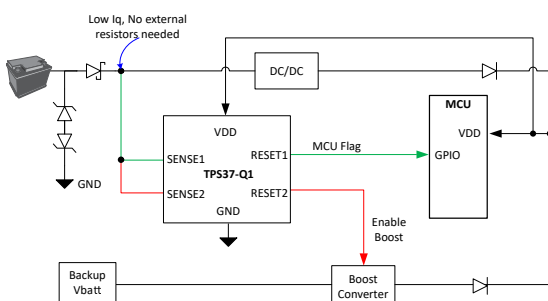 Low Iq, No external
resistors needed
DC/DC
MCU
VDD
VDD
SENSE1
RESET1
MCU Flag
GPIO
TPS37-Q1
GND
SENSE2
RESET2
GND
Enable
Boost
Backup
Vbatt
Boost
Converter